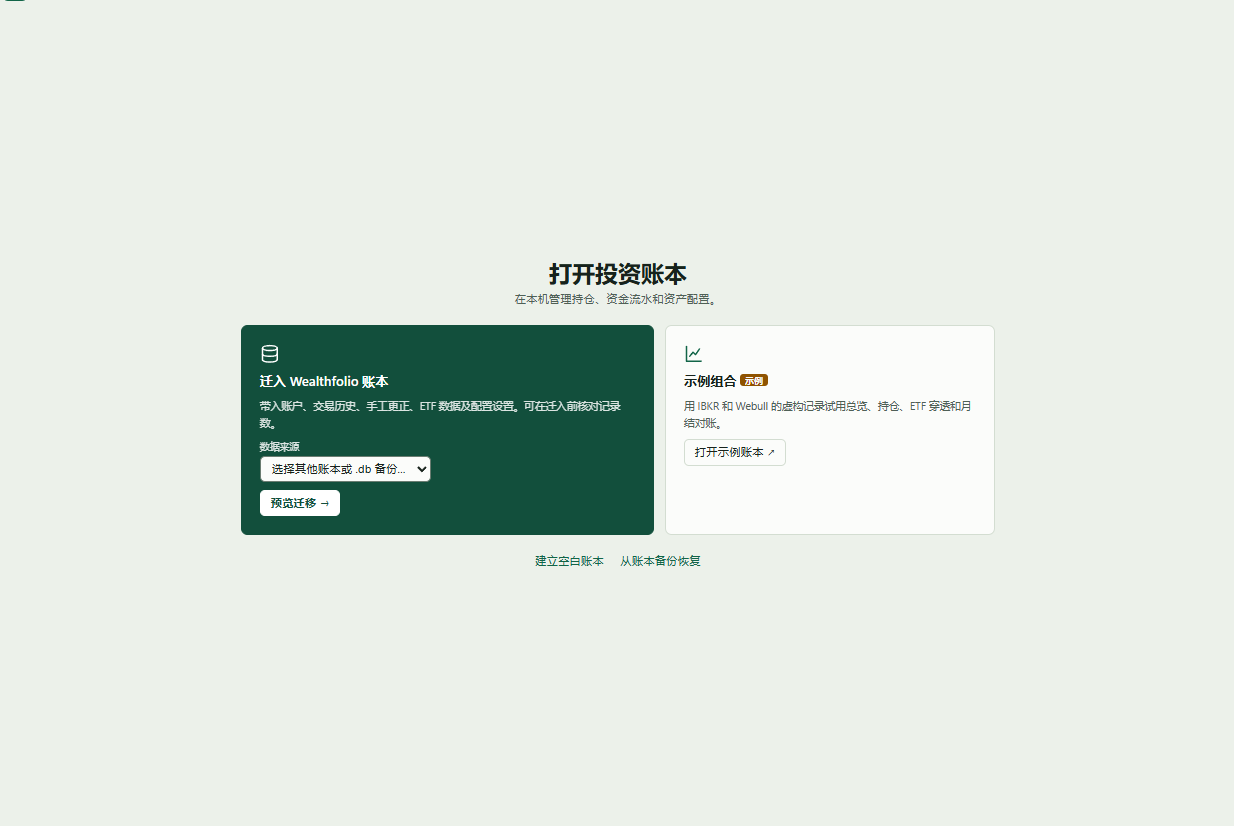 打开投资账本
在本机管理持仓、资金流水和资产配置。
迁入 Wealthfolio 账本
带入账户、交易历史、手工更正、ETF 数据及配置设置。可在迁入前核对记录
数。
数据来源
选择其他账本或 .db 备份...
预览迁移 →
示例组合 示例
用 IBKR 和 Webull 的虚构记录试用总览、持仓、ETF 穿透和月
结对账。
打开示例账本 ↗
建立空白账本 从账本备份恢复